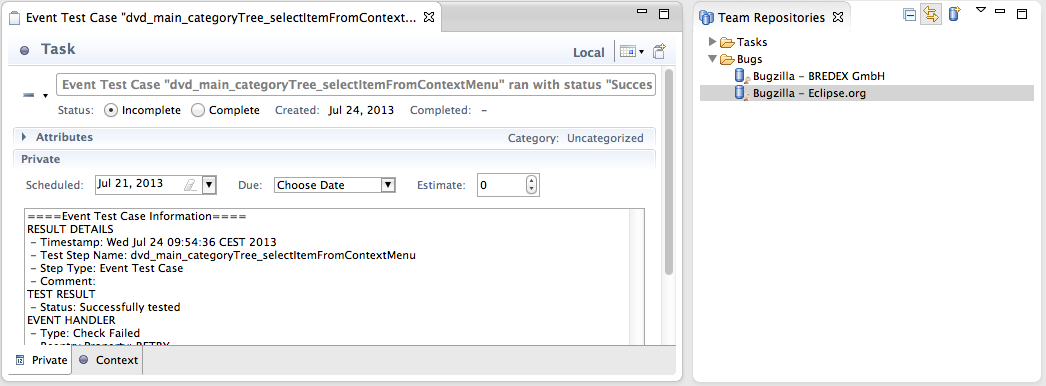 Event Test Case "dvd_main_categoryTree_selectItemFromContext...
Task
Local
Event Test Case "dvd_main_categoryTree_selectItemFromContextMenu" ran with status "Succes
Status: Incomplete Complete Created: Jul 24, 2013 Completed: –
Attributes Category: Uncategorized
Private
Scheduled: Jul 21, 2013 Due: Choose Date Estimate: 0
====Event Test Case Information====
RESULT DETAILS
– Timestamp: Wed Jul 24 09:54:36 CEST 2013
– Test Step Name: dvd_main_categoryTree_selectItemFromContextMenu
– Step Type: Event Test Case
– Comment:
TEST RESULT
– Status: Successfully tested
EVENT HANDLER
– Type: Check Failed
– Reentry Property: RETRY
Private Context
Team Repositories
Tasks
Bugs
Bugzilla – BREDEX GmbH
Bugzilla – Eclipse.org